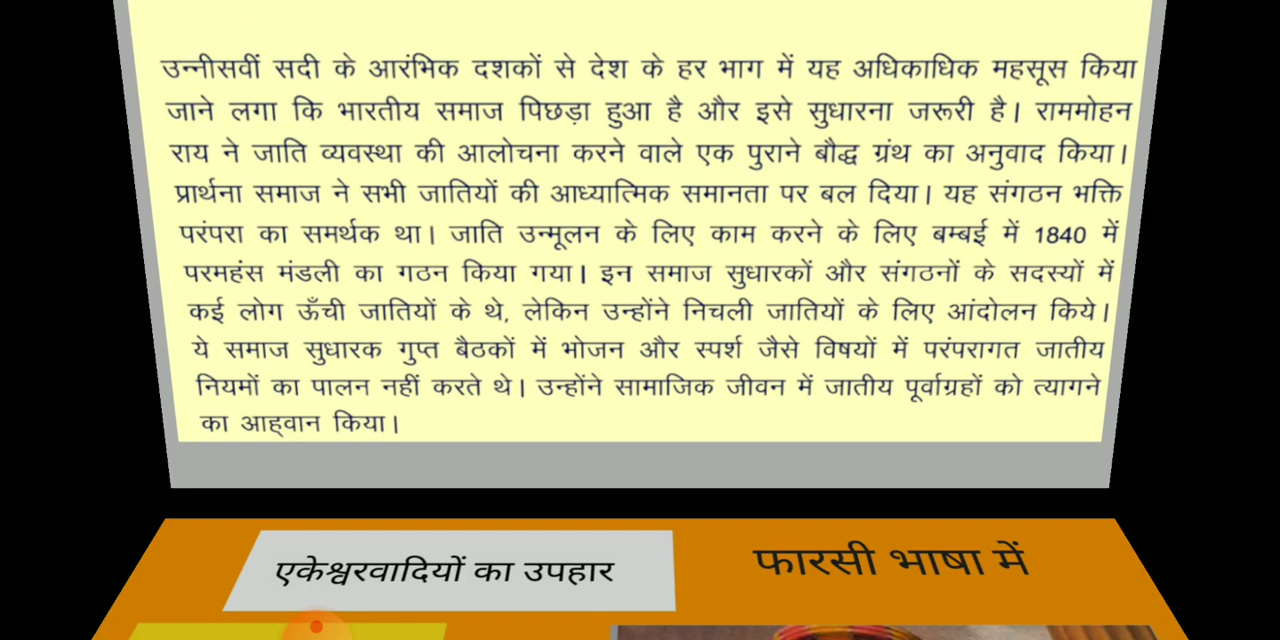 उन्नीसवीं सदी के आरंभिक दशकों से देश के हर भाग में यह अधिकाधिक महसूस किया
जाने लगा कि भारतीय समाज पिछड़ा हुआ है और इसे सुधारना जरूरी है। राममोहन
राय ने जाति व्यवस्था की आलोचना करने वाले एक पुराने बौद्ध ग्रंथ का अनुवाद किया।
प्रार्थना समाज ने सभी जातियों की आध्यात्मिक समानता पर बल दिया। यह संगठन भक्ति
परंपरा का समर्थक था। जाति उन्मूलन के लिए काम करने के लिए बम्बई में 1840 में
परमहंस मंडली का गठन किया गया। इन समाज सुधारकों और संगठनों के सदस्यों में
कई लोग ऊँची जातियों के थे, लेकिन उन्होंने निचली जातियों के लिए आंदोलन किये।
ये समाज सुधारक गुप्त बैठकों में भोजन और स्पर्श जैसे विषयों में परंपरागत जातीय
नियमों का पालन नहीं करते थे। उन्होंने सामाजिक जीवन में जातीय पूर्वाग्रहों को त्यागने
का आह्वान किया।
एकेश्वरवादियों का उपहार
फारसी भाषा में